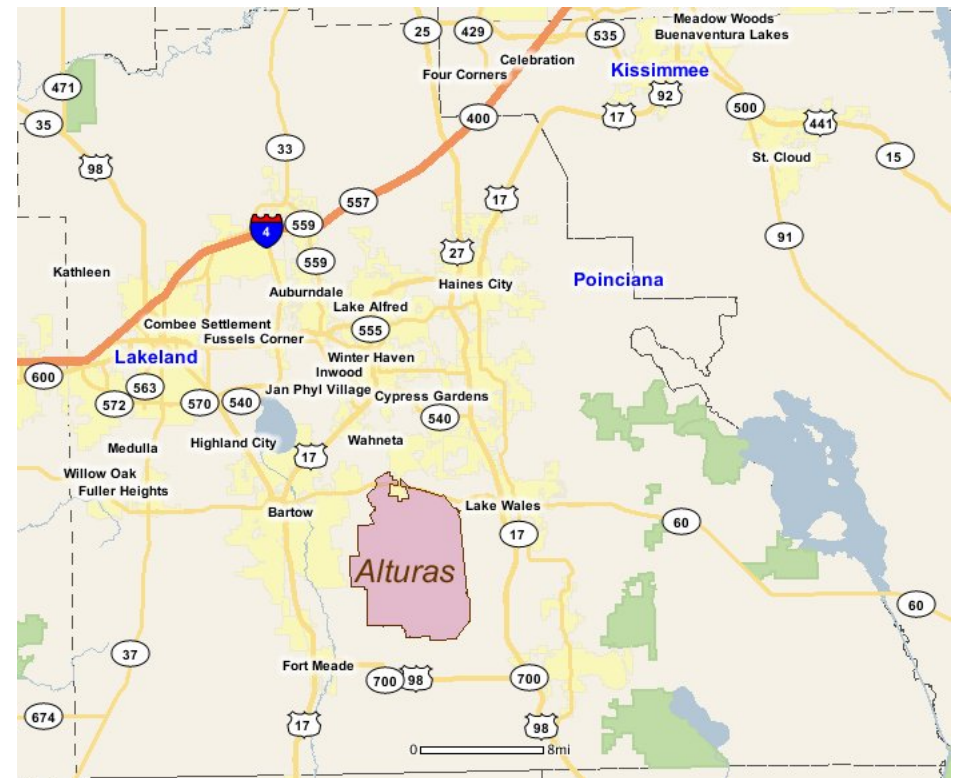 Meadow Woods
25
429
535
Buenaventura Lakes
Celebration
Four Corners
Kissimmee
471
92
500
400
17
441
35
33
St. Cloud
15
98
557
17
559
4
91
27
559
Kathleen
Poinciana
Haines City
Auburndale
Lake Alfred
Combee Settlement
555
Fussels Corner
Lakeland
Winter Haven
600
Inwood
563
Jan Phyl Village
Cypress Gardens
572
570
540
540
Highland City
Wahneta
Medulla
17
Willow Oak
Fuller Heights
Lake Wales
Bartow
60
17
Alturas
60
37
Fort Meade
700
98
700
674
17
98
0
8mi